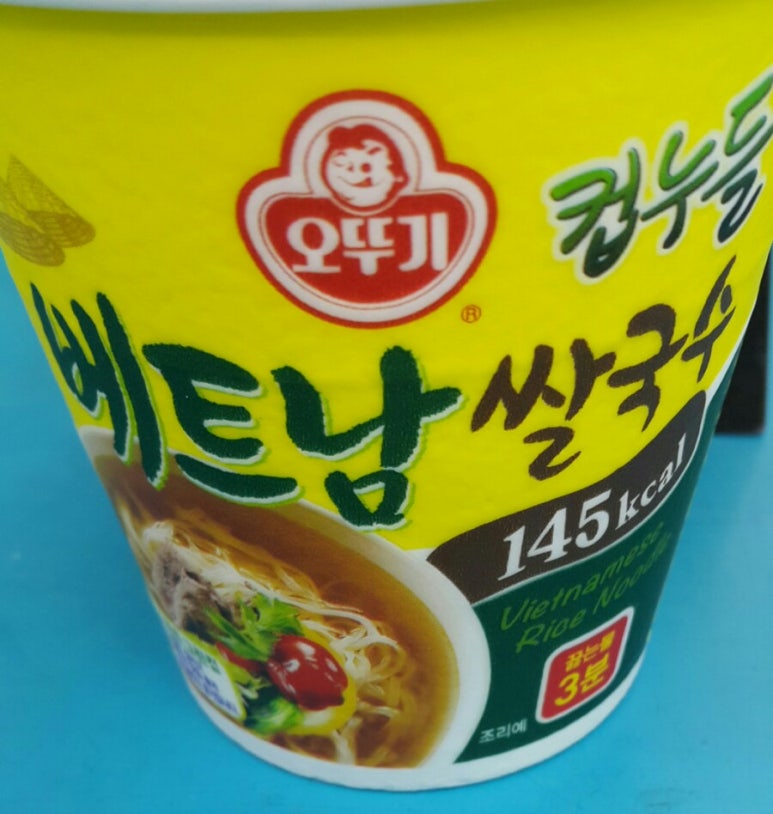 오뚜기
®
컵누들
베트남 쌀국수
145kcal
Vietnamese
Rice Noodle
끓는물
3분
조리예